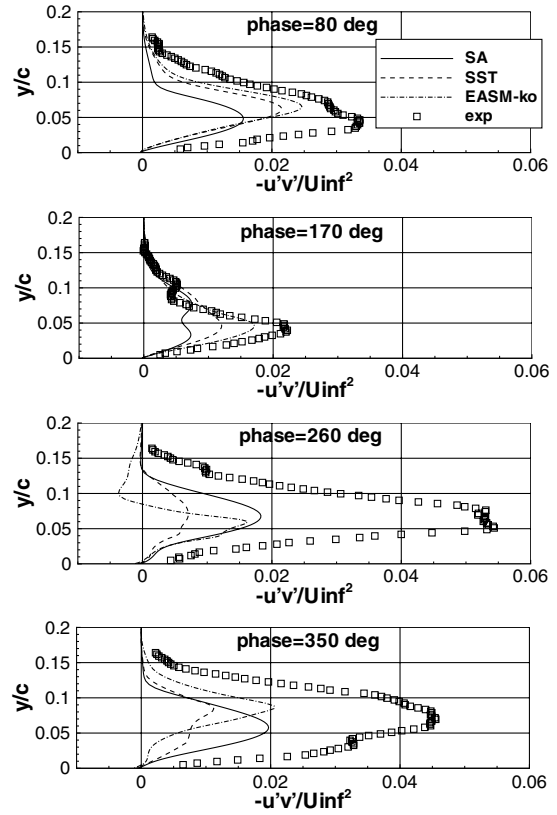 phase=80 deg
0.2
0.15
0.1
0.05
0
y/c
SA
SST
EASM-ko
exp
0 0.02 0.04 0.06
-u'v'/Uinf²
phase=170 deg
0.2
0.15
0.1
0.05
0
y/c
0 0.02 0.04 0.06
-u'v'/Uinf²
phase=260 deg
0.2
0.15
0.1
0.05
0
y/c
0 0.02 0.04 0.06
-u'v'/Uinf²
phase=350 deg
0.2
0.15
0.1
0.05
0
y/c
0 0.02 0.04 0.06
-u'v'/Uinf²